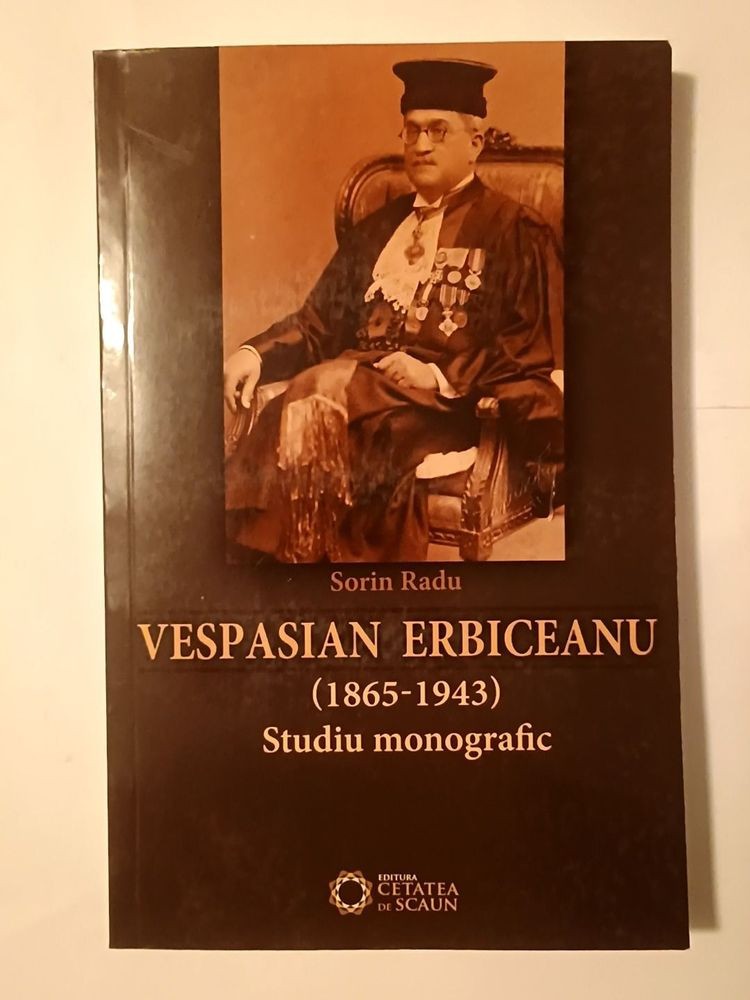 Sorin Radu
VESPASIAN ERBICEANU
(1865-1943)
Studiu monografic
EDITURA
CETATEA
DE SCAUN